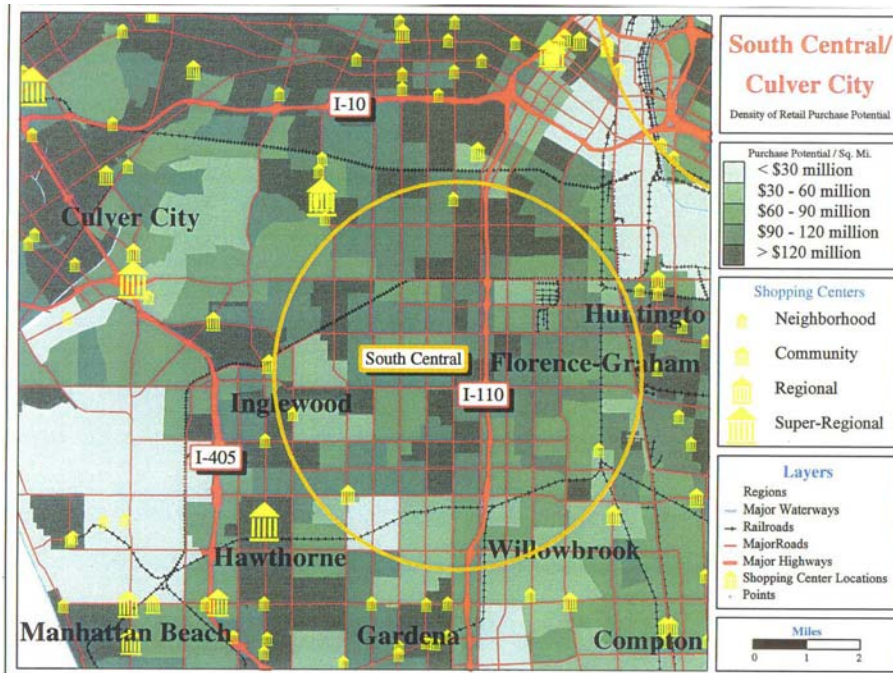 South Central/
Culver City
Density of Retail Purchase Potential
Purchase Potential / Sq. Mi.
< $30 million
$30 - 60 million
$60 - 90 million
$90 - 120 million
> $120 million
Shopping Centers
Neighborhood
Community
Regional
Super-Regional
Layers
Regions
Major Waterways
Railroads
MajorRoads
Major Highways
Shopping Center Locations
Points
Miles
0 1 2
I-10
Culver City
Huntingto
South Central
Florence-Graham
I-110
Inglewood
I-405
Hawthorne
Willowbrook
Manhattan Beach
Gardena
Compton